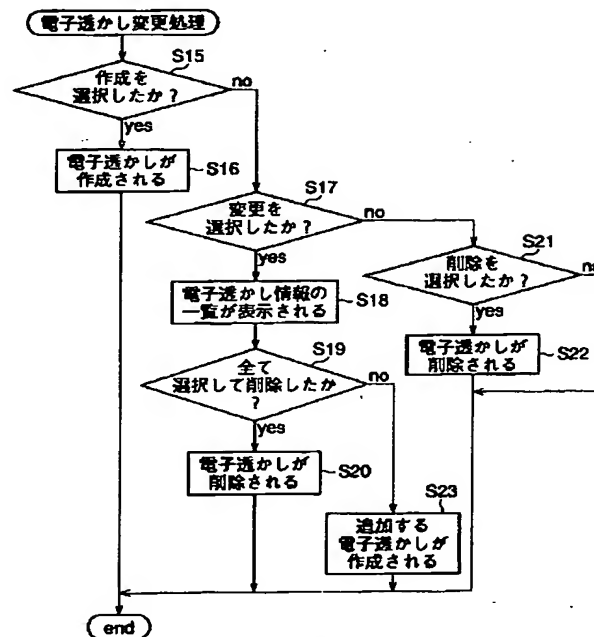 電子透かし変更処理
S15
作成を
選択したか？
no
yes
電子透かしが
作成される
S16
S17
変更を
選択したか？
no
yes
S21
削除を
選択したか？
no
yes
電子透かし情報の
一覧が表示される
S18
電子透かしが
削除される
S22
S19
全て
選択して削除したか
？
no
yes
電子透かしが
削除される
S20
S23
追加する
電子透かしが
作成される
end